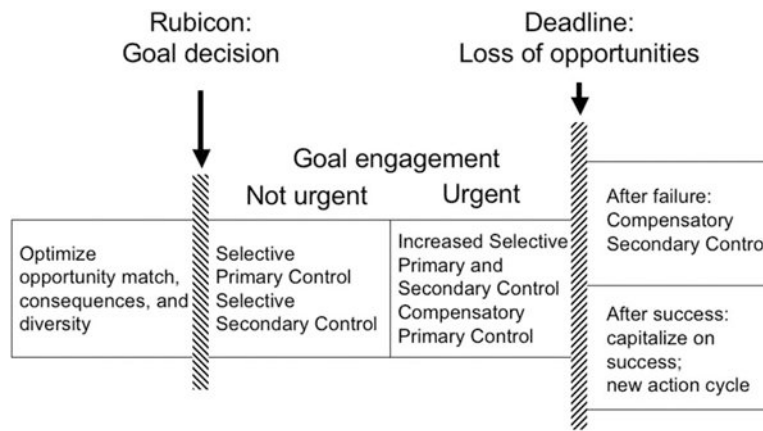 Rubicon:
Goal decision
Deadline:
Loss of opportunities
Goal engagement
Not urgent
Urgent
Optimize
opportunity match,
consequences, and
diversity
Selective
Primary Control
Selective
Secondary Control
Increased Selective
Primary and
Secondary Control
Compensatory
Primary Control
After failure:
Compensatory
Secondary Control
After success:
capitalize on
success;
new action cycle